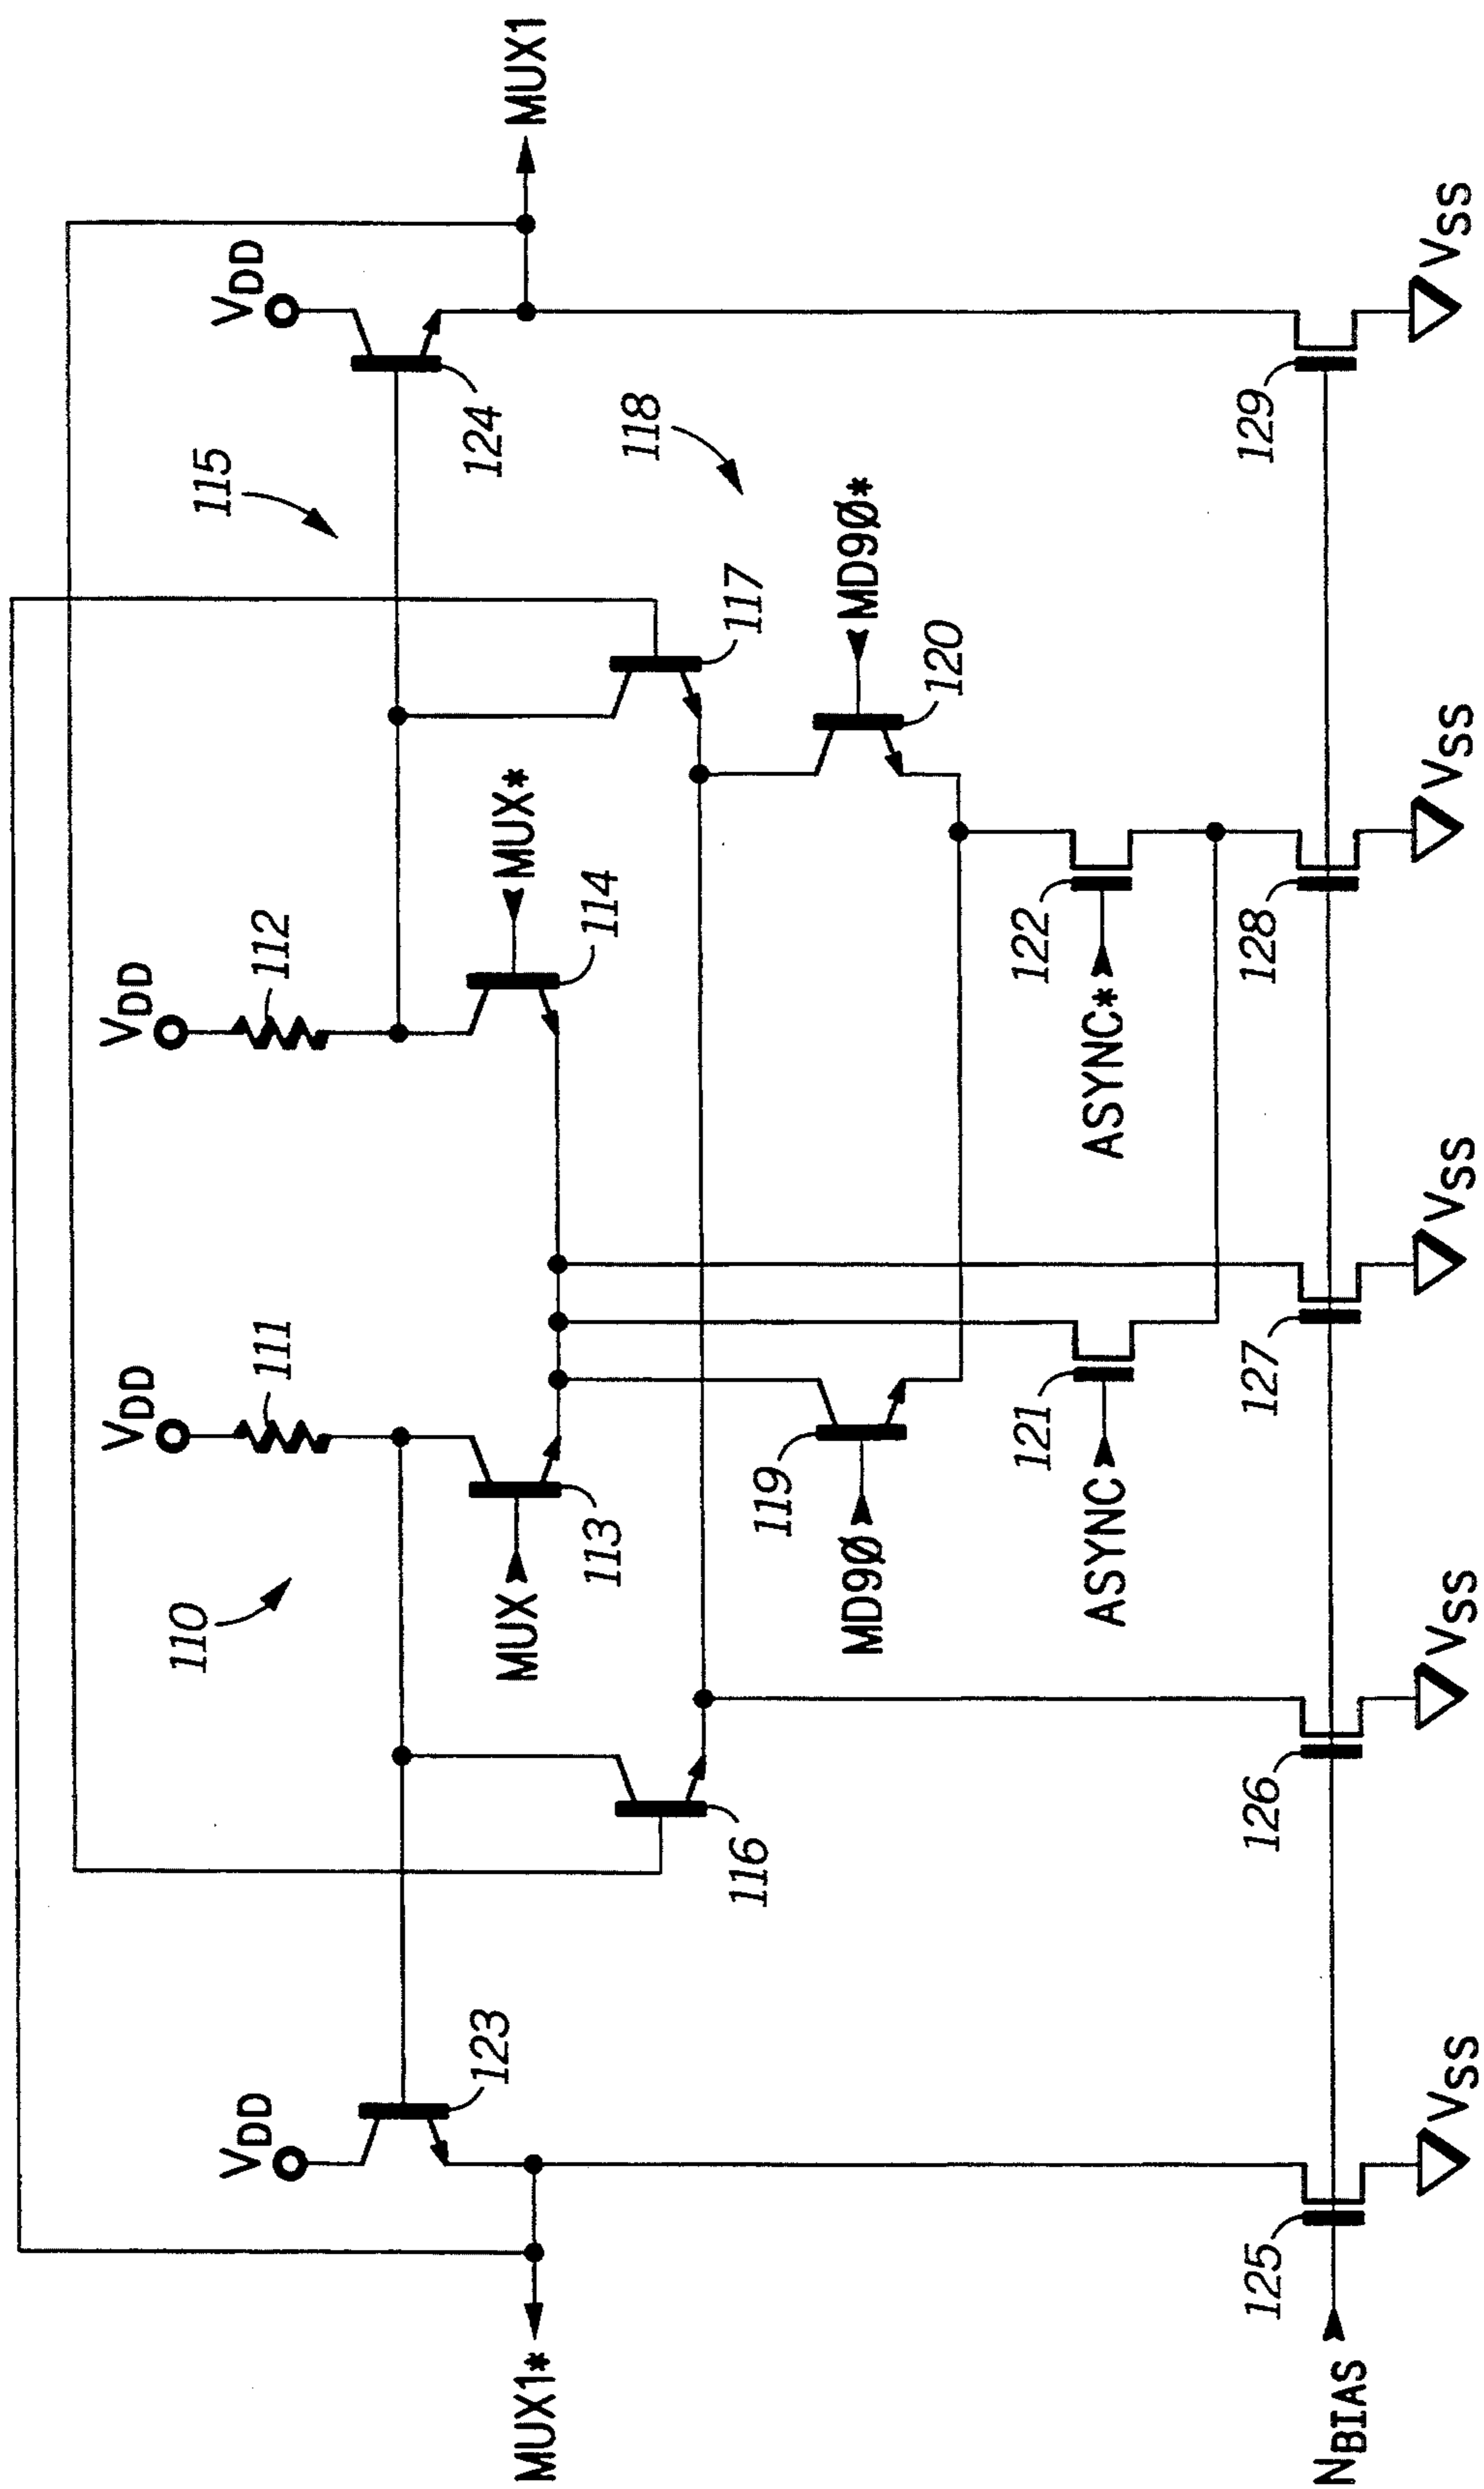 VDD
VDD
VDD
VDD
110
111
112
115
123
MUX
113
MUX*
114
124
MUX1*
MUX1
116
117
118
MD9Ø
119
MD9Ø*
120
ASYNC
121
ASYNC*
122
NBIAS
125
126
127
128
129
VSS
VSS
VSS
VSS
VSS